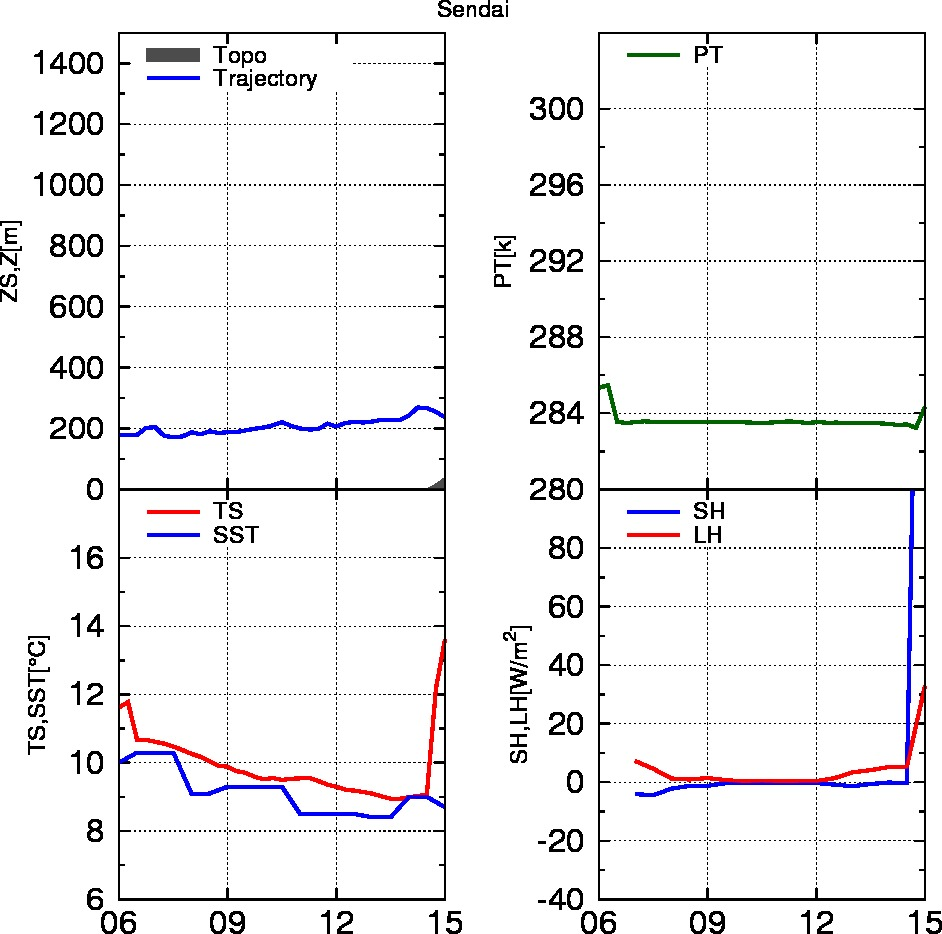 Sendai
Topo
Trajectory
1400
1200
1000
800
600
400
200
0
ZS,Z[m]
PT
300
296
292
288
284
280
PT[k]
TS
SST
16
14
12
10
8
6
TS,SST[°C]
06 09 12 15
SH
LH
80
60
40
20
0
-20
-40
SH,LH[W/m²]
06 09 12 15